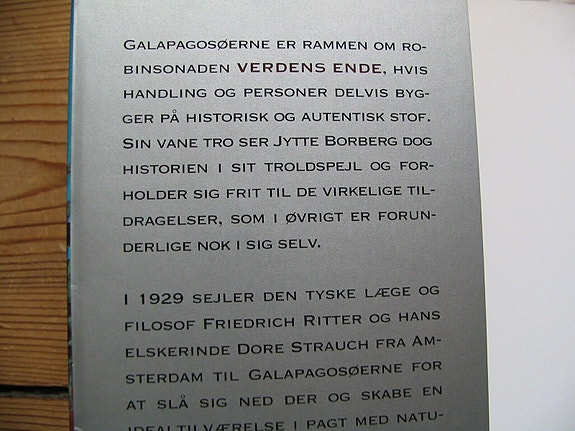 GALAPAGOSØERNE ER RAMMEN OM RO-
BINSONADEN VERDENS ENDE, HVIS
HANDLING OG PERSONER DELVIS BYG-
GER PÅ HISTORISK OG AUTENTISK STOF.
SIN VANE TRO SER JYTTE BORBERG DOG
HISTORIEN I SIT TROLDSPEJL OG FOR-
HOLDER SIG FRIT TIL DE VIRKELIGE TIL-
DRAGELSER, SOM I ØVRIGT ER FORUN-
DERLIGE NOK I SIG SELV.
I 1929 SEJLER DEN TYSKE LÆGE OG
FILOSOF FRIEDRICH RITTER OG HANS
ELSKERINDE DORE STRAUCH FRA AM-
STERDAM TIL GALAPAGOSØERNE FOR
AT SLÅ SIG NED DER OG SKABE EN
IDEALTILVÆRELSE I PAGT MED NATU-